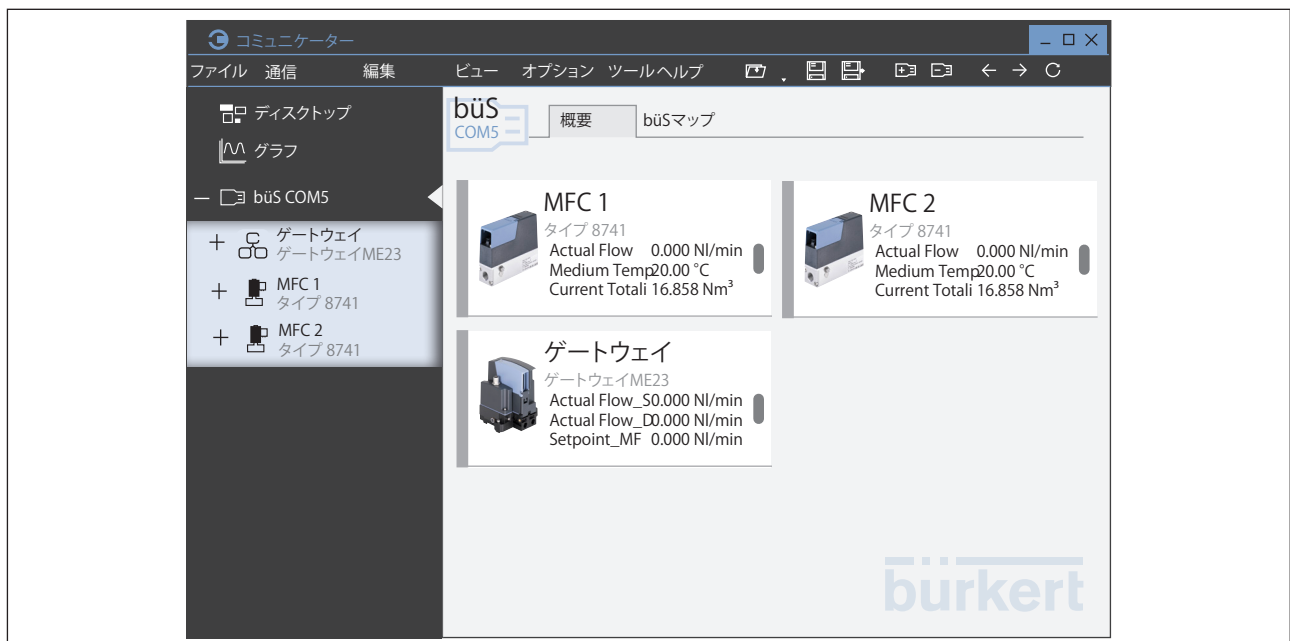 コミュニケーター
ファイル 通信 編集 ビュー オプション ツール ヘルプ
ディスクトップ
グラフ
büS COM5
ゲートウェイ
ゲートウェイME23
MFC 1
タイプ 8741
MFC 2
タイプ 8741
büS
COM5
概要 büSマップ
MFC 1
タイプ 8741
Actual Flow 0.000 Nl/min
Medium Temp20.00 °C
Current Totali 16.858 Nm³
MFC 2
タイプ 8741
Actual Flow 0.000 Nl/min
Medium Temp20.00 °C
Current Totali 16.858 Nm³
ゲートウェイ
ゲートウェイME23
Actual Flow_S0.000 Nl/min
Actual Flow_D0.000 Nl/min
Setpoint_MF 0.000 Nl/min
bürkert